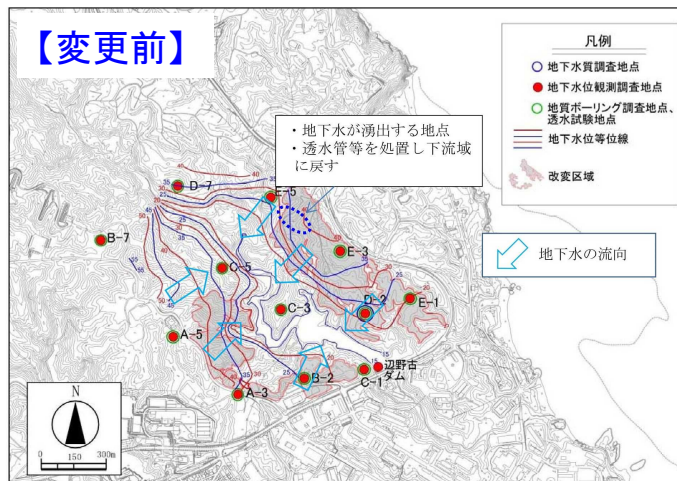 【変更前】
凡例
地下水質調査地点
地下水位観測調査地点
地質ボーリング調査地点、
透水試験地点
地下水位等位線
改変区域
・地下水が湧出する地点
・透水管等を処置し下流域
に戻す
地下水の流向
D-7
E-5
B-7
E-3
C-5
E-1
D-2
C-3
A-5
辺野古
ダム
C-1
B-2
A-3
N
0 150 300m